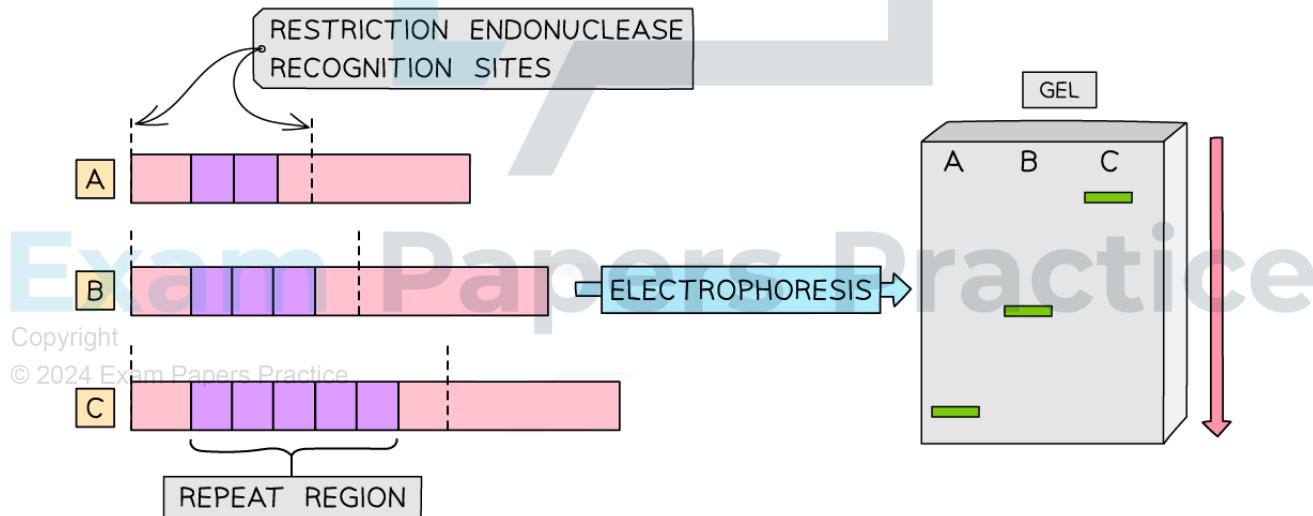 RESTRICTION ENDONUCLEASE
RECOGNITION SITES
GEL
A
A B C
Exam Papers Practice
B
ELECTROPHORESIS
Copyright
© 2024 Exam Papers Practice
C
REPEAT REGION